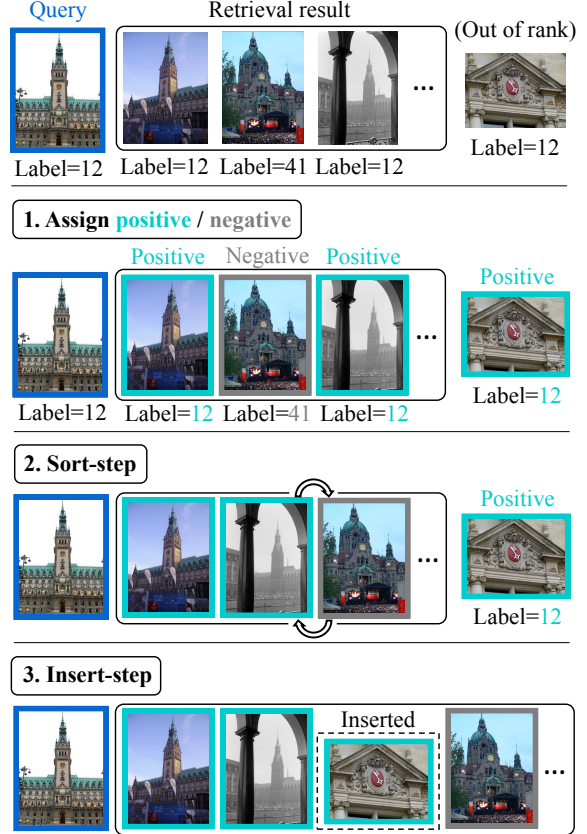 Query
Retrieval result
(Out of rank)
...
Label=12
Label=12
Label=41
Label=12
Label=12
1. Assign positive / negative
Positive
Negative
Positive
Positive
...
Label=12
Label=12
Label=41
Label=12
Label=12
2. Sort-step
Positive
...
Label=12
3. Insert-step
Inserted
...